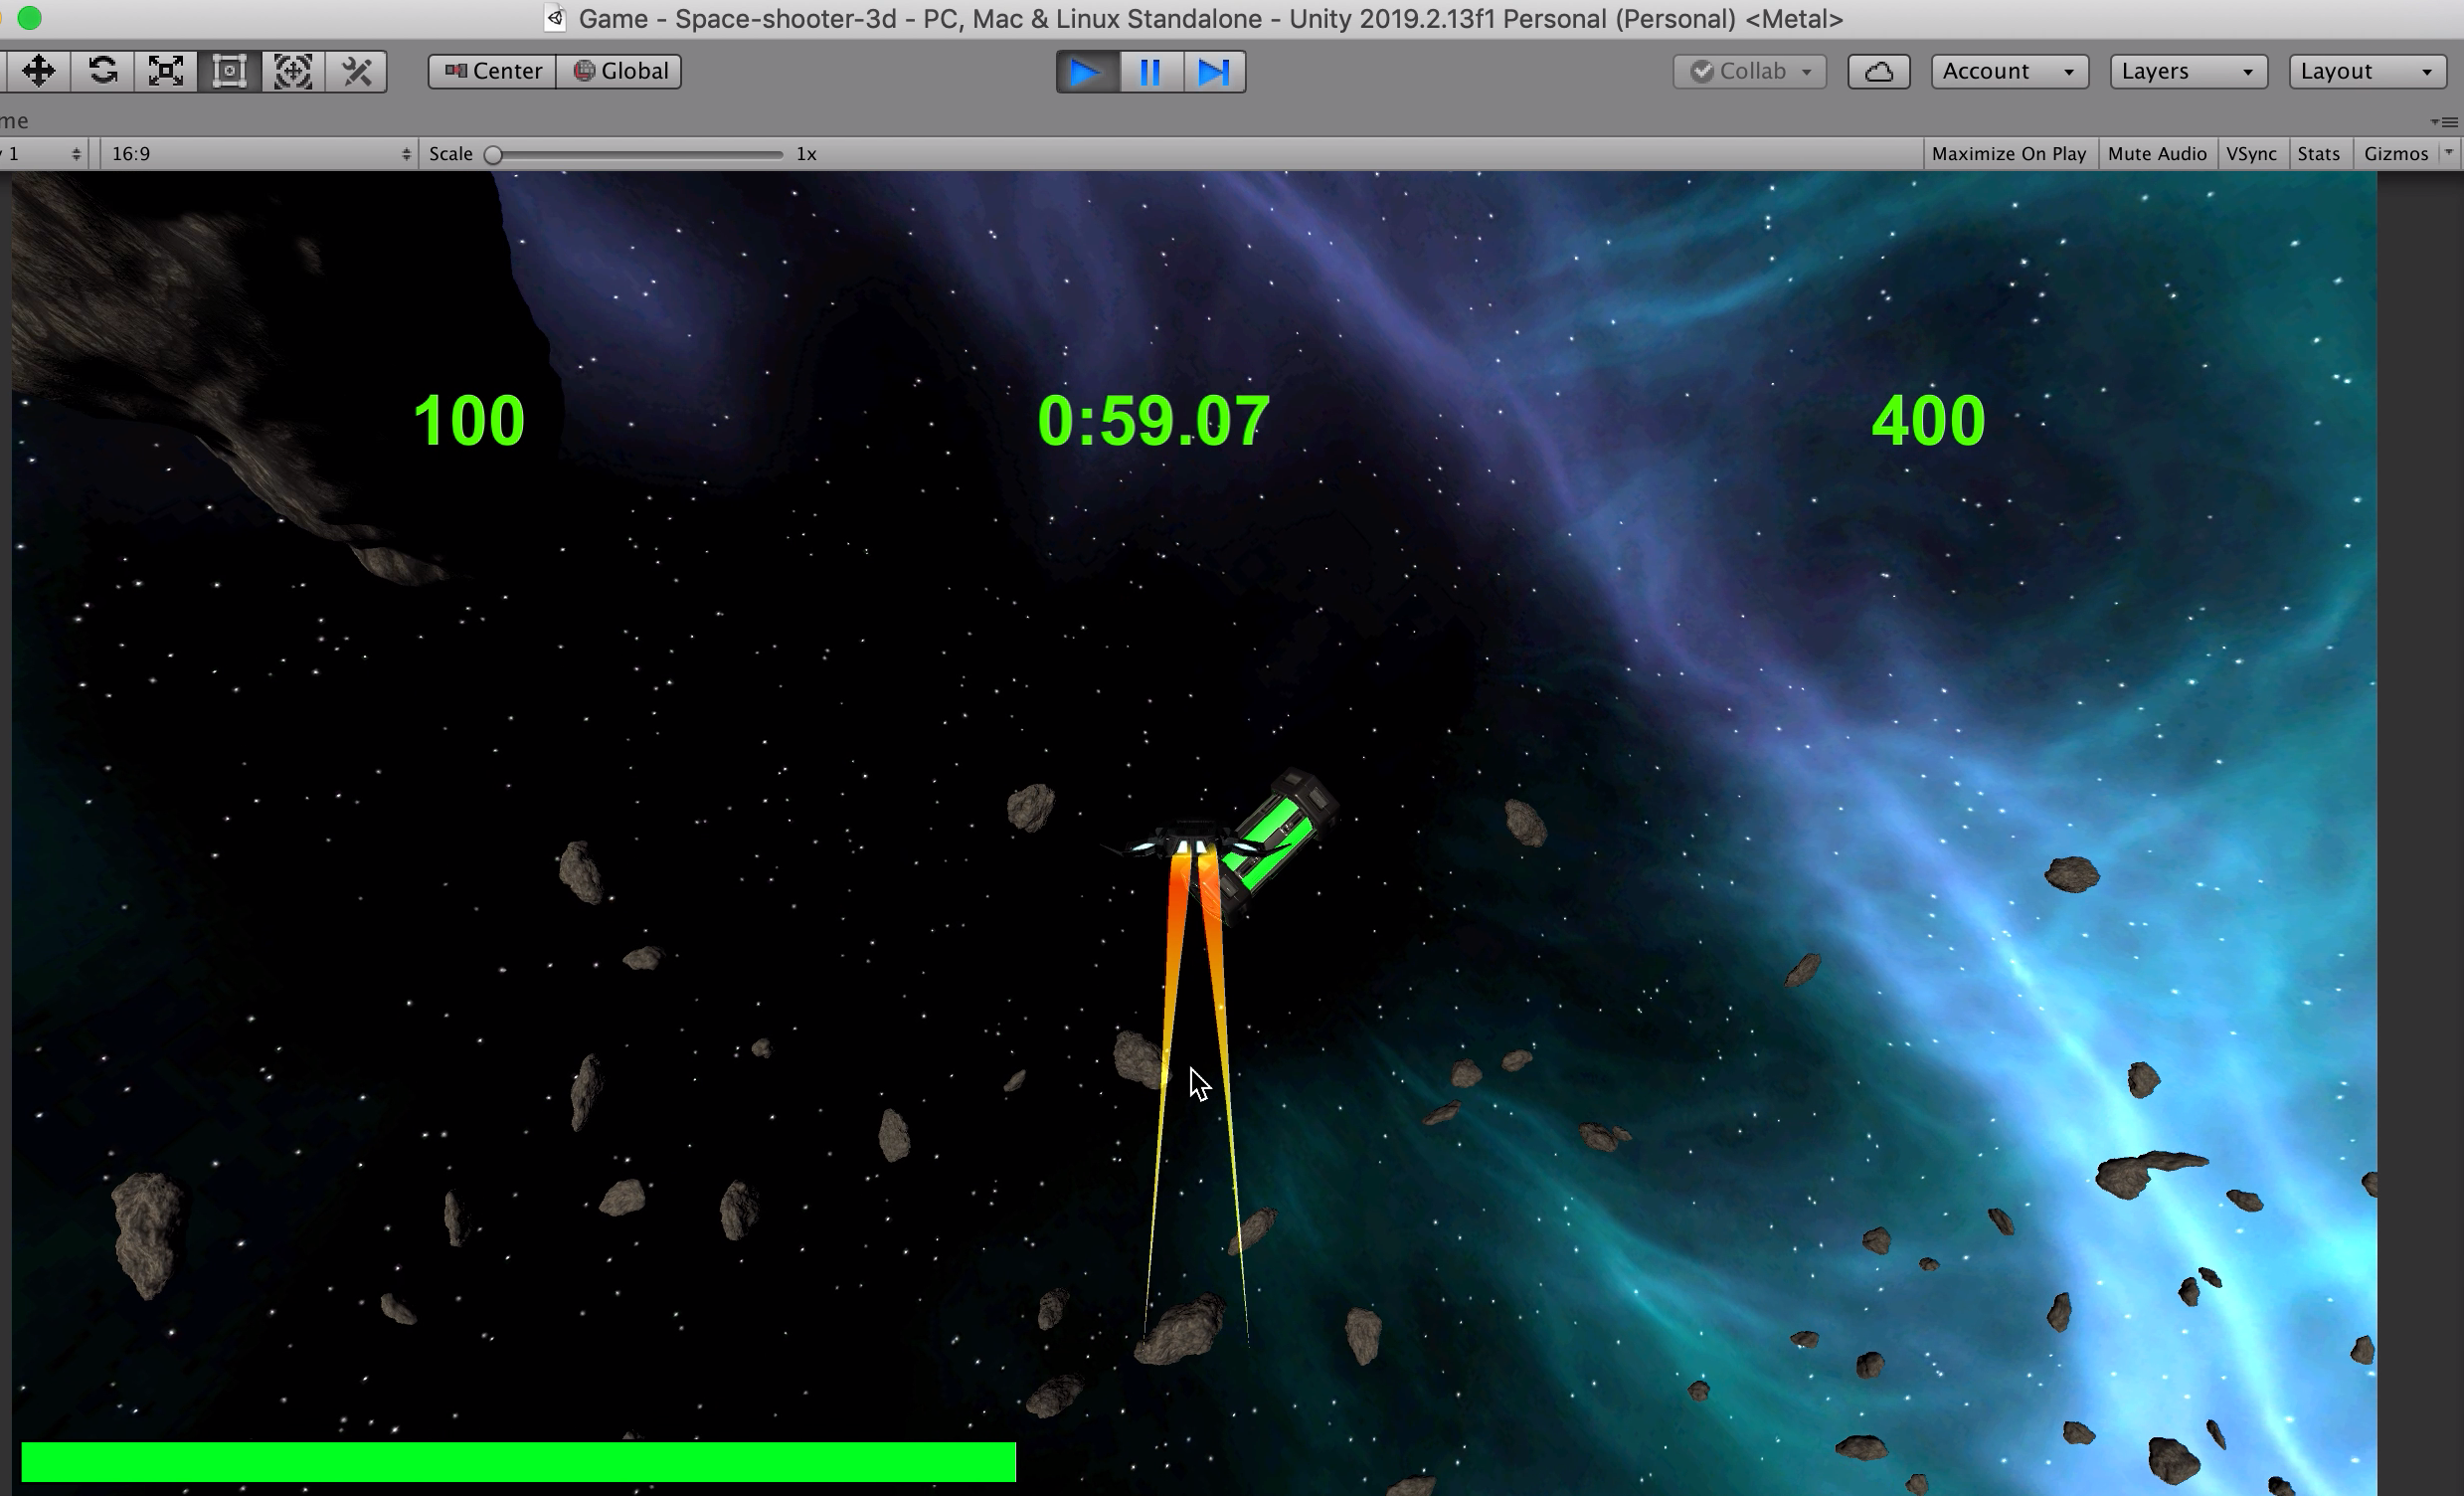 Game - Space-shooter-3d - PC, Mac & Linux Standalone - Unity 2019.2.13f1 Personal (Personal) <Metal>
Center Global Collab Account Layers Layout
me
1 16:9 Scale 1x Maximize On Play Mute Audio VSync Stats Gizmos
100 0:59.07 400